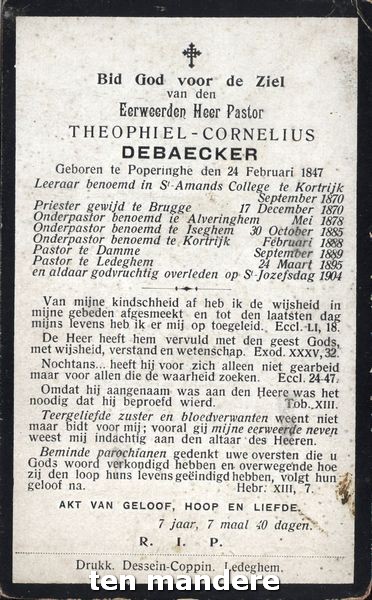 Bid God voor de Ziel
van den
Eerweerden Heer Pastor
THEOPHIEL-CORNELIUS
DEBAECKER
Geboren te Poperinghe den 24 Februari 1847
Leeraar benoemd in St-Amands College te Kortrijk
September 1870
Priester gewijd te Brugge 17 December 1870
Onderpastor benoemd te Alveringhem Mei 1878
Onderpastor benoemd te Iseghem 30 October 1885
Onderpastor benoemd te Kortrijk Februari 1888
Pastor te Damme September 1889
Pastor te Ledeghem 24 Maart 1895
en aldaar godvruchtig overleden op St-Jozefsdag 1904
Van mijne kindschheid af heb ik de wijsheid in
mijne gebeden afgesmeekt en tot den laatsten dag
mijns levens heb ik er mij op toegeleid. Eccl. LI, 18.
De Heer heeft hem vervuld met den geest Gods,
met wijsheid, verstand en wetenschap. Exod. XXXV, 32.
Nochtans... heeft hij voor zich alleen niet gearbeid
maar voor allen die de waarheid zoeken. Eccl. 24-47.
Omdat hij aangenaam was aan den Heere was het
noodig dat hij beproefd wierd. Tob. XIII.
Teergeliefde zuster en bloedverwanten weent niet
maar bidt voor mij; vooral gij mijne eerweerde neven
weest mij indachtig aan den altaar des Heeren.
Beminde parochianen gedenkt uwe oversten die u
Gods woord verkondigd hebben en overwegende hoe
zij den loop huns levens geëindigd hebben, volgt hun
geloof na. Hebr. XIII, 7.
AKT VAN GELOOF, HOOP EN LIEFDE.
7 jaar, 7 maal 40 dagen.
R. I. P.
Drukk. Dessein-Coppin. Ledeghem.
ten mandere